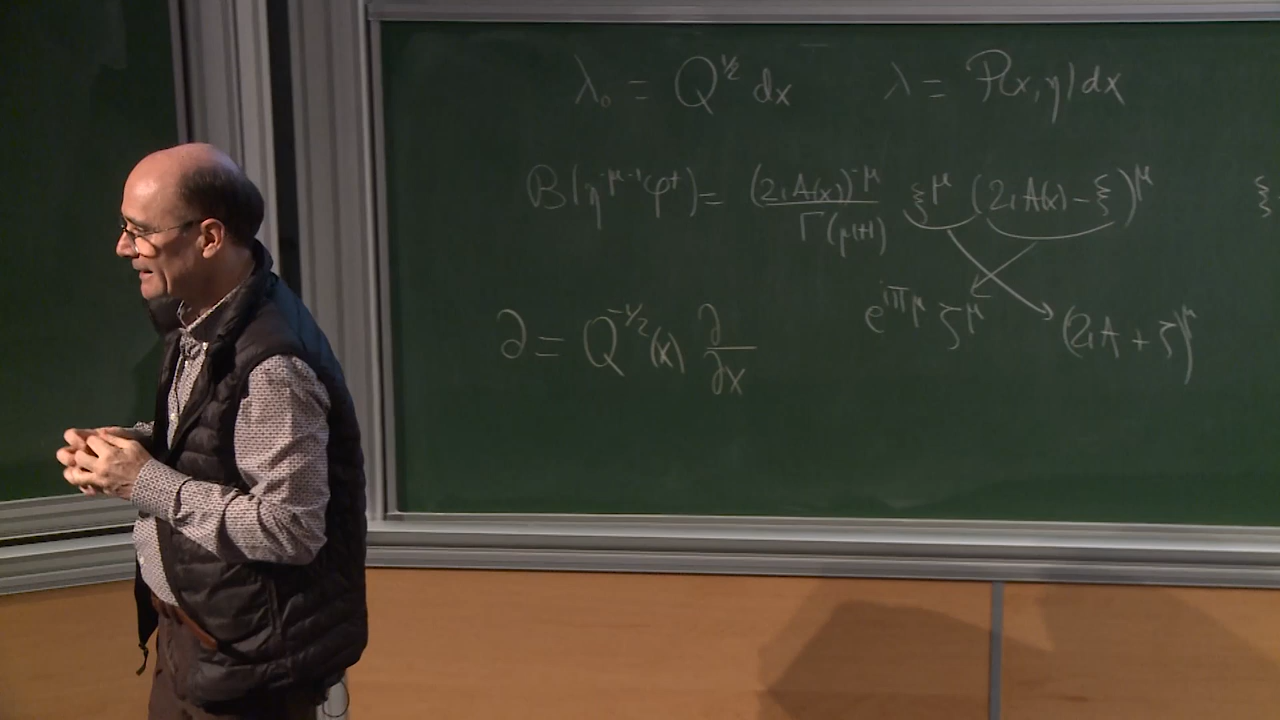 λ₀ = Q^{1/2} dx λ = P(x,η)dx
B(η^{-μ-1}φ⁺) = (2iA(x))^{-μ} / Γ(μ+1) ξ^μ (2iA(x)-ξ)^μ ξ
e^{iπμ} ζ^μ (2iA + ζ)^μ
∂ = Q^{-1/2}(x) ∂/∂x